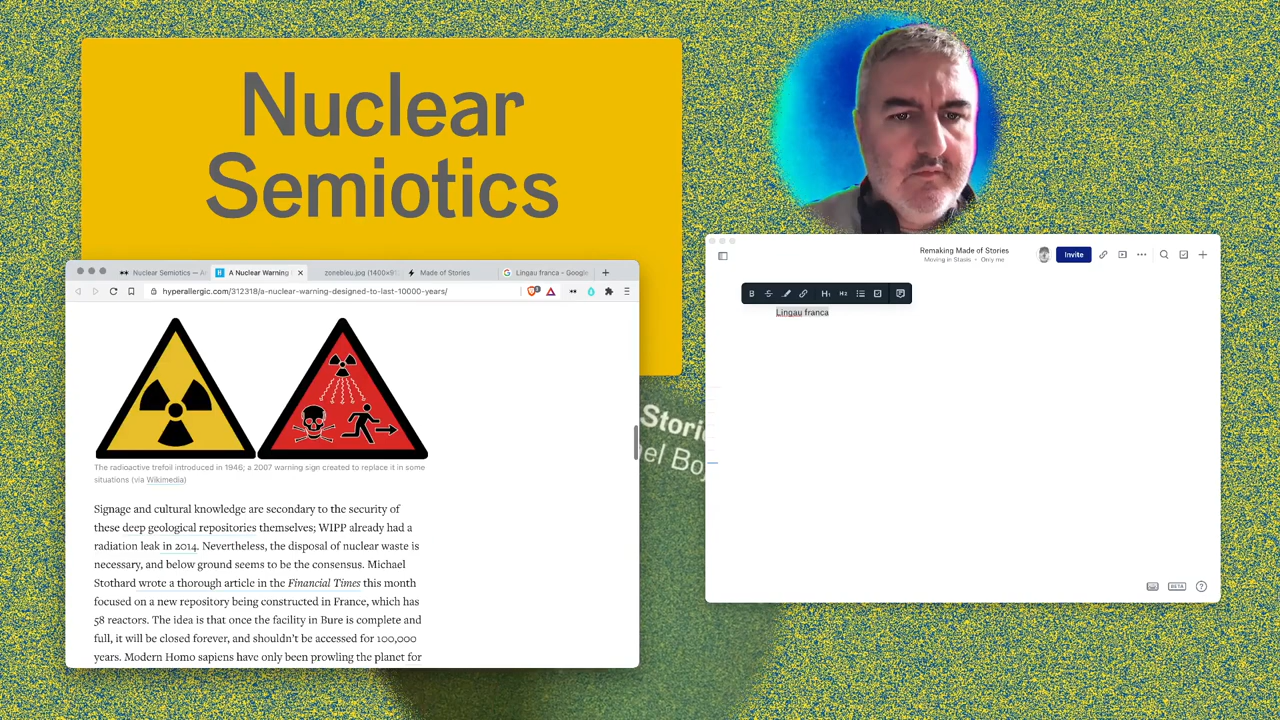 Nuclear
Semiotics
Nuclear Semiotics — Ar
A Nuclear Warning
zonebleu.jpg (1400×91
Made of Stories
Lingau franca - Google
hyperallergic.com/312318/a-nuclear-warning-designed-to-last-10000-years/
The radioactive trefoil introduced in 1946; a 2007 warning sign created to replace it in some
situations (via Wikimedia)
Signage and cultural knowledge are secondary to the security of
these deep geological repositories themselves; WIPP already had a
radiation leak in 2014. Nevertheless, the disposal of nuclear waste is
necessary, and below ground seems to be the consensus. Michael
Stothard wrote a thorough article in the Financial Times this month
focused on a new repository being constructed in France, which has
58 reactors. The idea is that once the facility in Bure is complete and
full, it will be closed forever, and shouldn't be accessed for 100,000
years. Modern Homo sapiens have only been prowling the planet for
Stori
nel Boy
Remaking Made of Stories
Moving in Stasis • Only me
Invite
B S H1 H2
Lingau franca
BETA
?